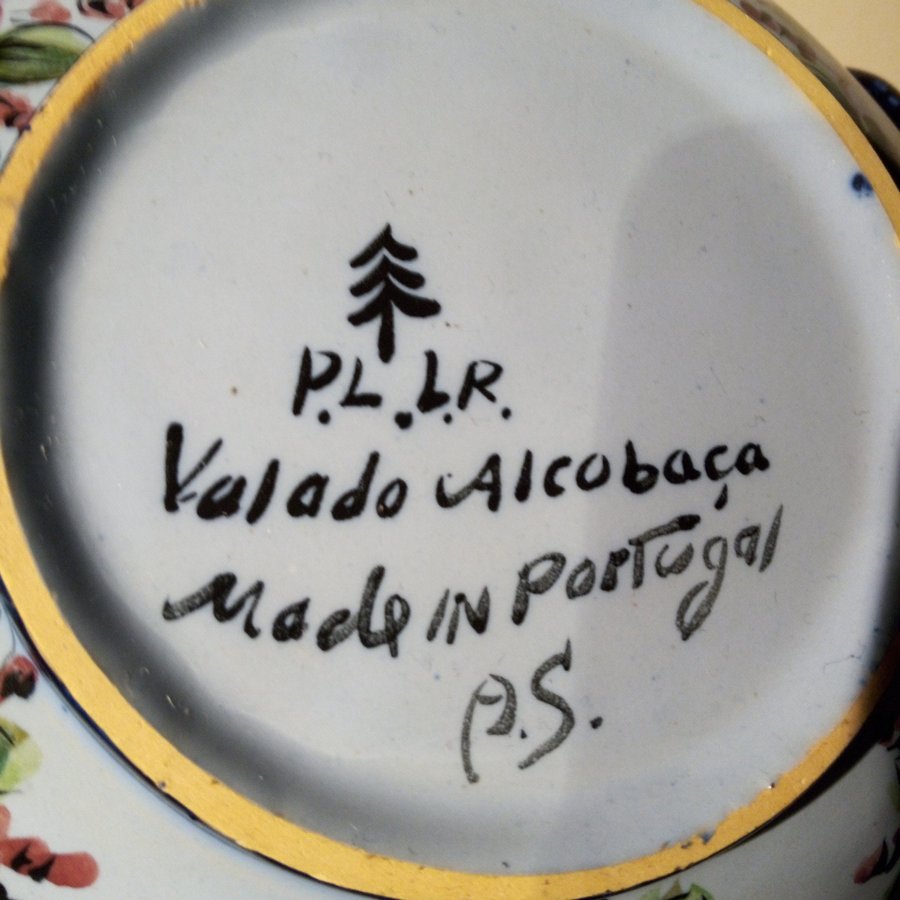 P.L.L.R.
Valado Alcobaça
Made IN Portugal
P.S.